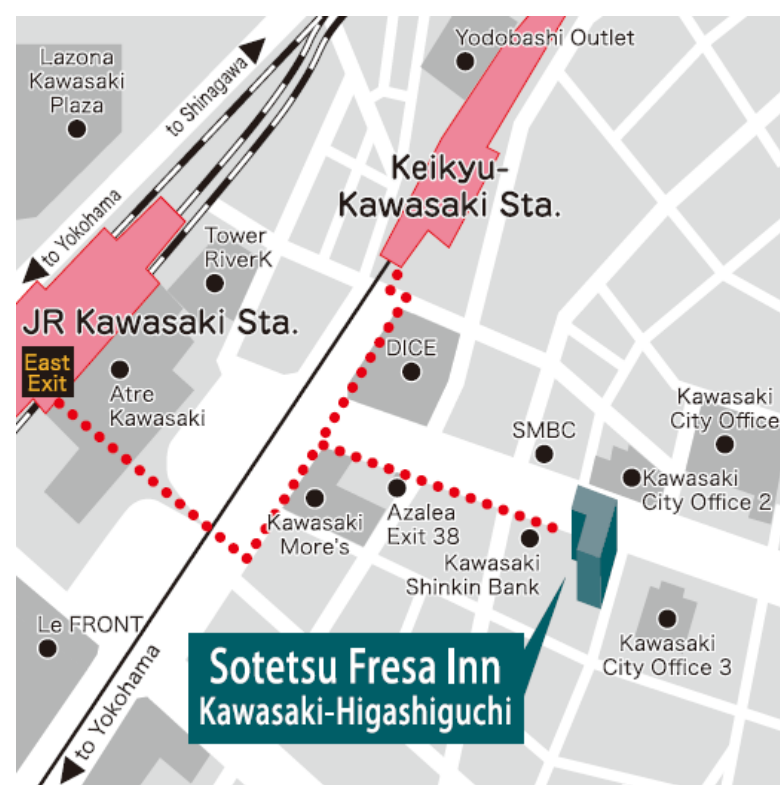 Yodobashi Outlet
Lazona
Kawasaki
Plaza
to Shinagawa
Keikyu-
Kawasaki Sta.
to Yokohama
Tower
RiverK
JR Kawasaki Sta.
East
Exit
DICE
Atre
Kawasaki
Kawasaki
City Office
SMBC
Kawasaki
City Office 2
Kawasaki
More's
Azalea
Exit 38
Kawasaki
Shinkin Bank
Le FRONT
Kawasaki
City Office 3
to Yokohama
Sotetsu Fresa Inn
Kawasaki-Higashiguchi